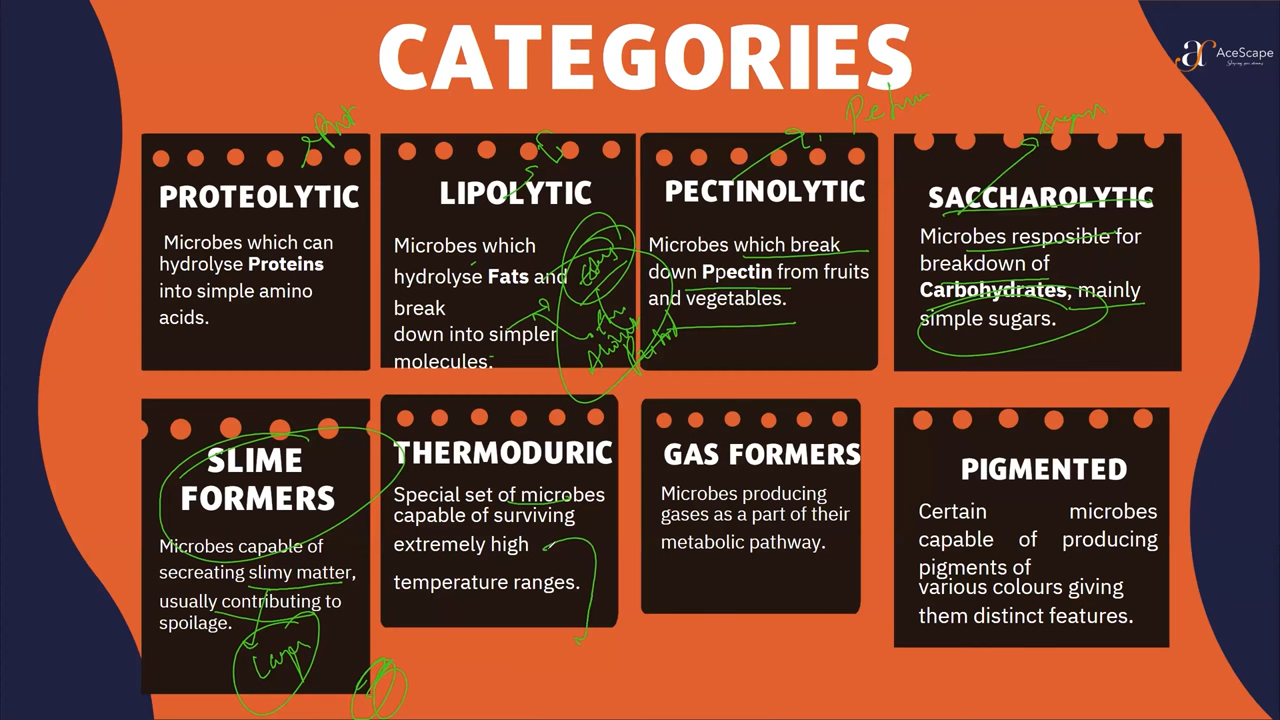 CATEGORIES
AceScape
PROTEOLYTIC
Microbes which can
hydrolyse Proteins
into simple amino
acids.
LIPOLYTIC
Microbes which
hydrolyse Fats and
break
down into simpler
molecules.
PECTINOLYTIC
Microbes which break
down Ppectin from fruits
and vegetables.
SACCHAROLYTIC
Microbes resposible for
breakdown of
Carbohydrates, mainly
simple sugars.
SLIME
FORMERS
Microbes capable of
secreating slimy matter,
usually contributing to
spoilage.
THERMODURIC
Special set of microbes
capable of surviving
extremely high
temperature ranges.
GAS FORMERS
Microbes producing
gases as a part of their
metabolic pathway.
PIGMENTED
Certain microbes
capable of producing
pigments of
various colours giving
them distinct features.